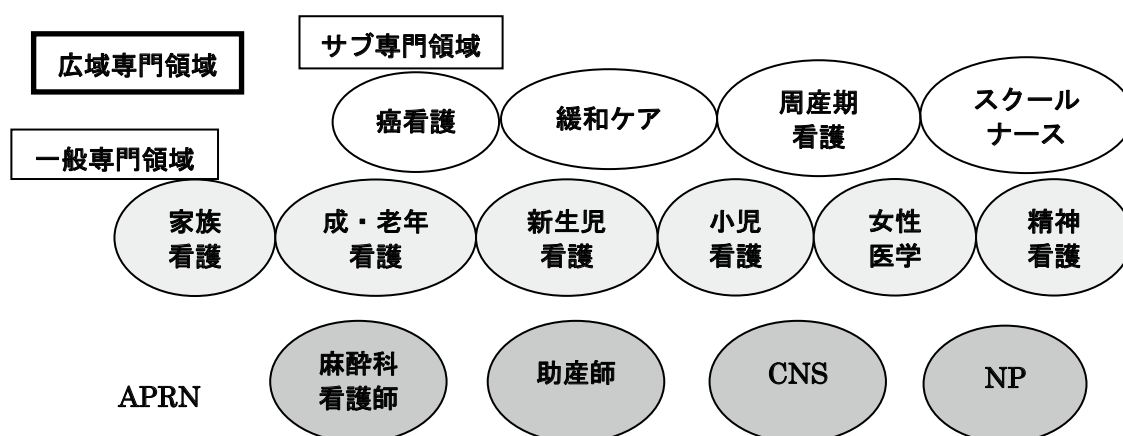 サブ専門領域
広域専門領域
癌看護
緩和ケア
周産期
看護
スクール
ナース
一般専門領域
家族
看護
成・老年
看護
新生児
看護
小児
看護
女性
医学
精神
看護
APRN
麻酔科
看護師
助産師
CNS
NP